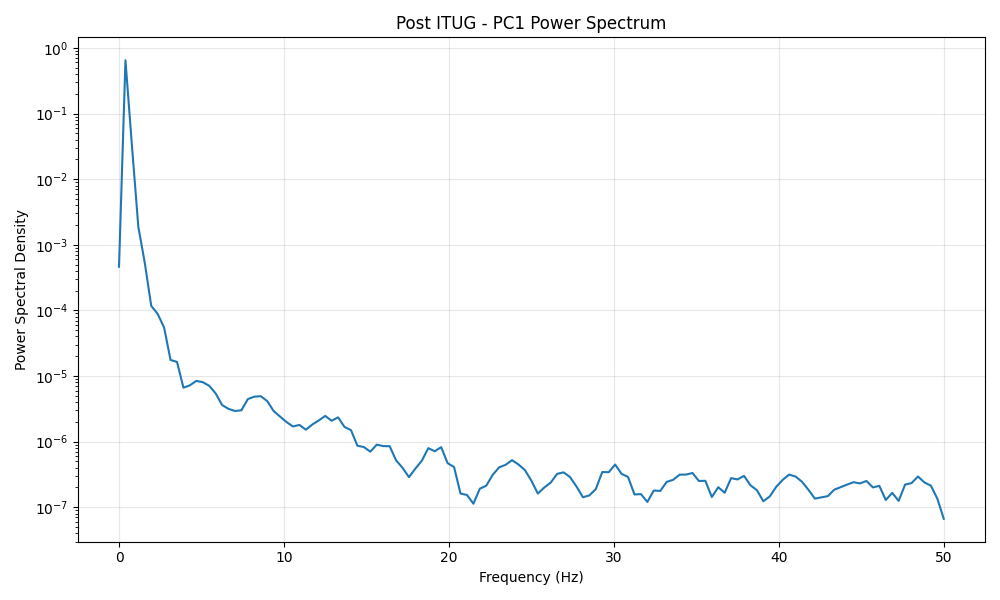 Post ITUG - PC1 Power Spectrum
Power Spectral Density
10⁰
10⁻¹
10⁻²
10⁻³
10⁻⁴
10⁻⁵
10⁻⁶
10⁻⁷
0 10 20 30 40 50
Frequency (Hz)